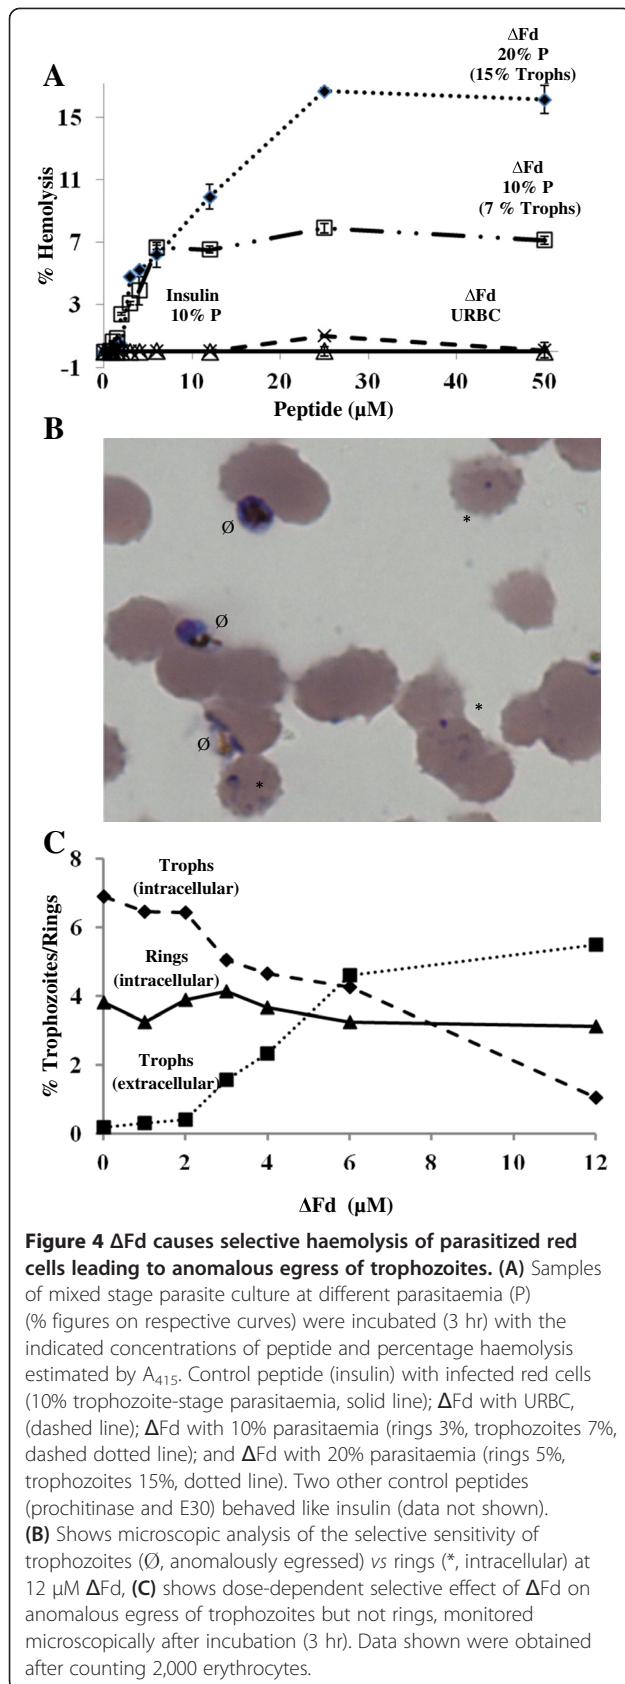 A
ΔFd
20% P
(15% Trophs)
15
11
7
3
-1
% Hemolysis
ΔFd
10% P
(7 % Trophs)
Insulin
10% P
ΔFd
URBC
0 10 20 30 40 50
Peptide (µM)
B
Ø
*
Ø
*
Ø
*
C
8
6
4
2
0
% Trophozoites/Rings
Trophs
(intracellular)
Rings
(intracellular)
Trophs
(extracellular)
0 2 4 6 8 10 12
ΔFd (µM)
Figure 4 ΔFd causes selective haemolysis of parasitized red
cells leading to anomalous egress of trophozoites. (A) Samples
of mixed stage parasite culture at different parasitaemia (P)
(% figures on respective curves) were incubated (3 hr) with the
indicated concentrations of peptide and percentage haemolysis
estimated by A415. Control peptide (insulin) with infected red cells
(10% trophozoite-stage parasitaemia, solid line); ΔFd with URBC,
(dashed line); ΔFd with 10% parasitaemia (rings 3%, trophozoites 7%,
dashed dotted line); and ΔFd with 20% parasitaemia (rings 5%,
trophozoites 15%, dotted line). Two other control peptides
(prochitinase and E30) behaved like insulin (data not shown).
(B) Shows microscopic analysis of the selective sensitivity of
trophozoites (Ø, anomalously egressed) vs rings (*, intracellular) at
12 µM ΔFd, (C) shows dose-dependent selective effect of ΔFd on
anomalous egress of trophozoites but not rings, monitored
microscopically after incubation (3 hr). Data shown were obtained
after counting 2,000 erythrocytes.